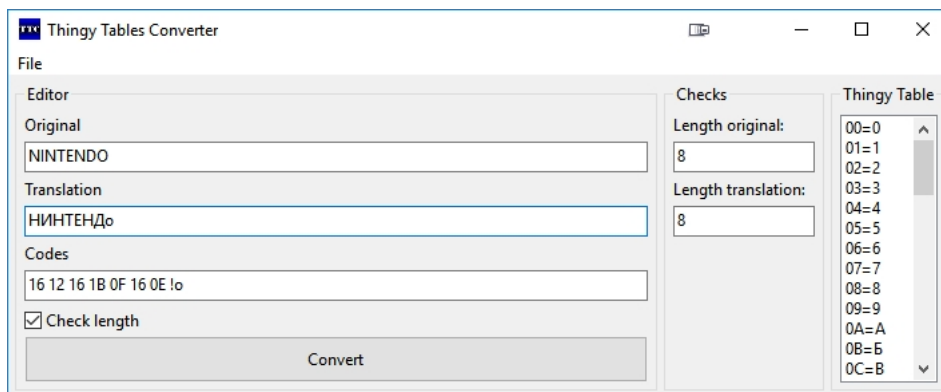 Thingy Tables Converter
File
Editor
Original
NINTENDO
Translation
НИНТЕНДо
Codes
16 12 16 1B 0F 16 0E !о
Check length
Convert
Checks
Length original:
8
Length translation:
8
Thingy Table
00=0
01=1
02=2
03=3
04=4
05=5
06=6
07=7
08=8
09=9
0A=А
0B=Б
0C=В